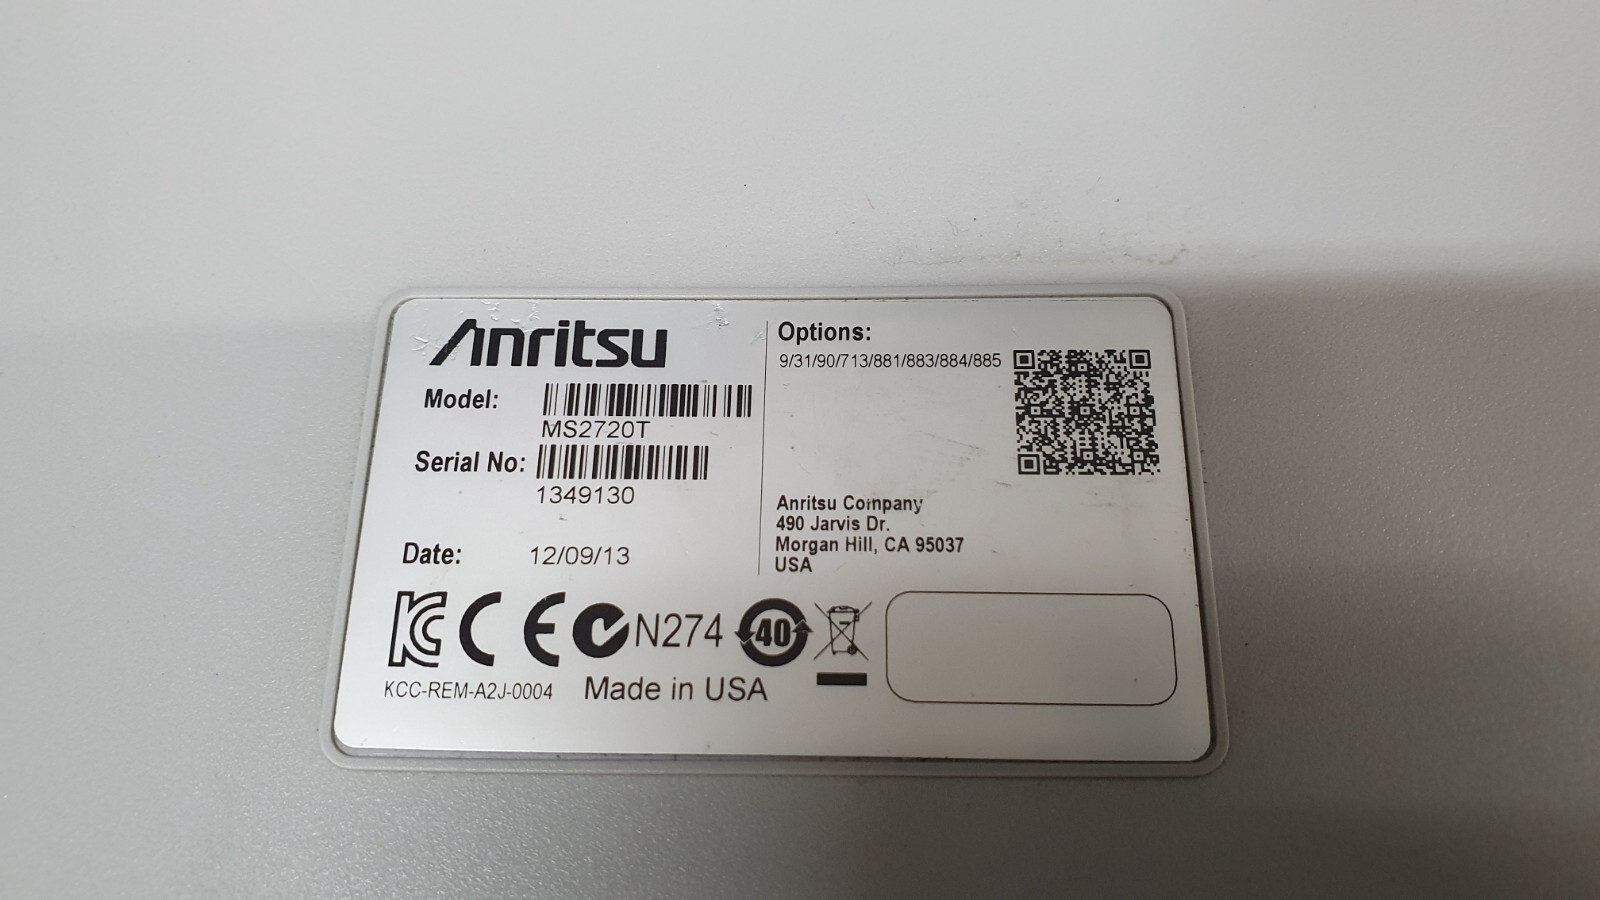 Anritsu
Model:
MS2720T
Serial No:
1349130
Date: 12/09/13
Options:
9/31/90/713/881/883/884/885
Anritsu Company
490 Jarvis Dr.
Morgan Hill, CA 95037
USA
CE N274 40
KCC-REM-A2J-0004 Made in USA